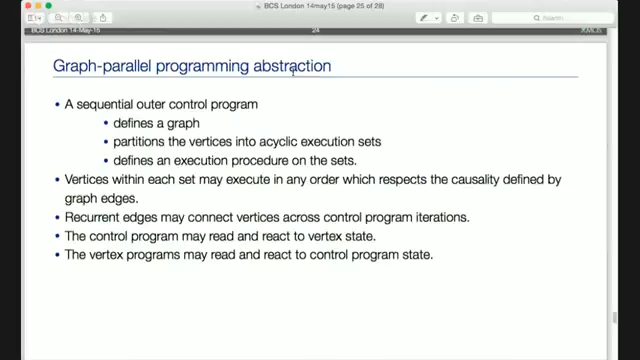 BCS London 14may15 (page 25 of 28)
Search
BCS London 14-May-15
24
XMOS
Graph-parallel programming abstraction
• A sequential outer control program
• defines a graph
• partitions the vertices into acyclic execution sets
• defines an execution procedure on the sets.
• Vertices within each set may execute in any order which respects the causality defined by
graph edges.
• Recurrent edges may connect vertices across control program iterations.
• The control program may read and react to vertex state.
• The vertex programs may read and react to control program state.